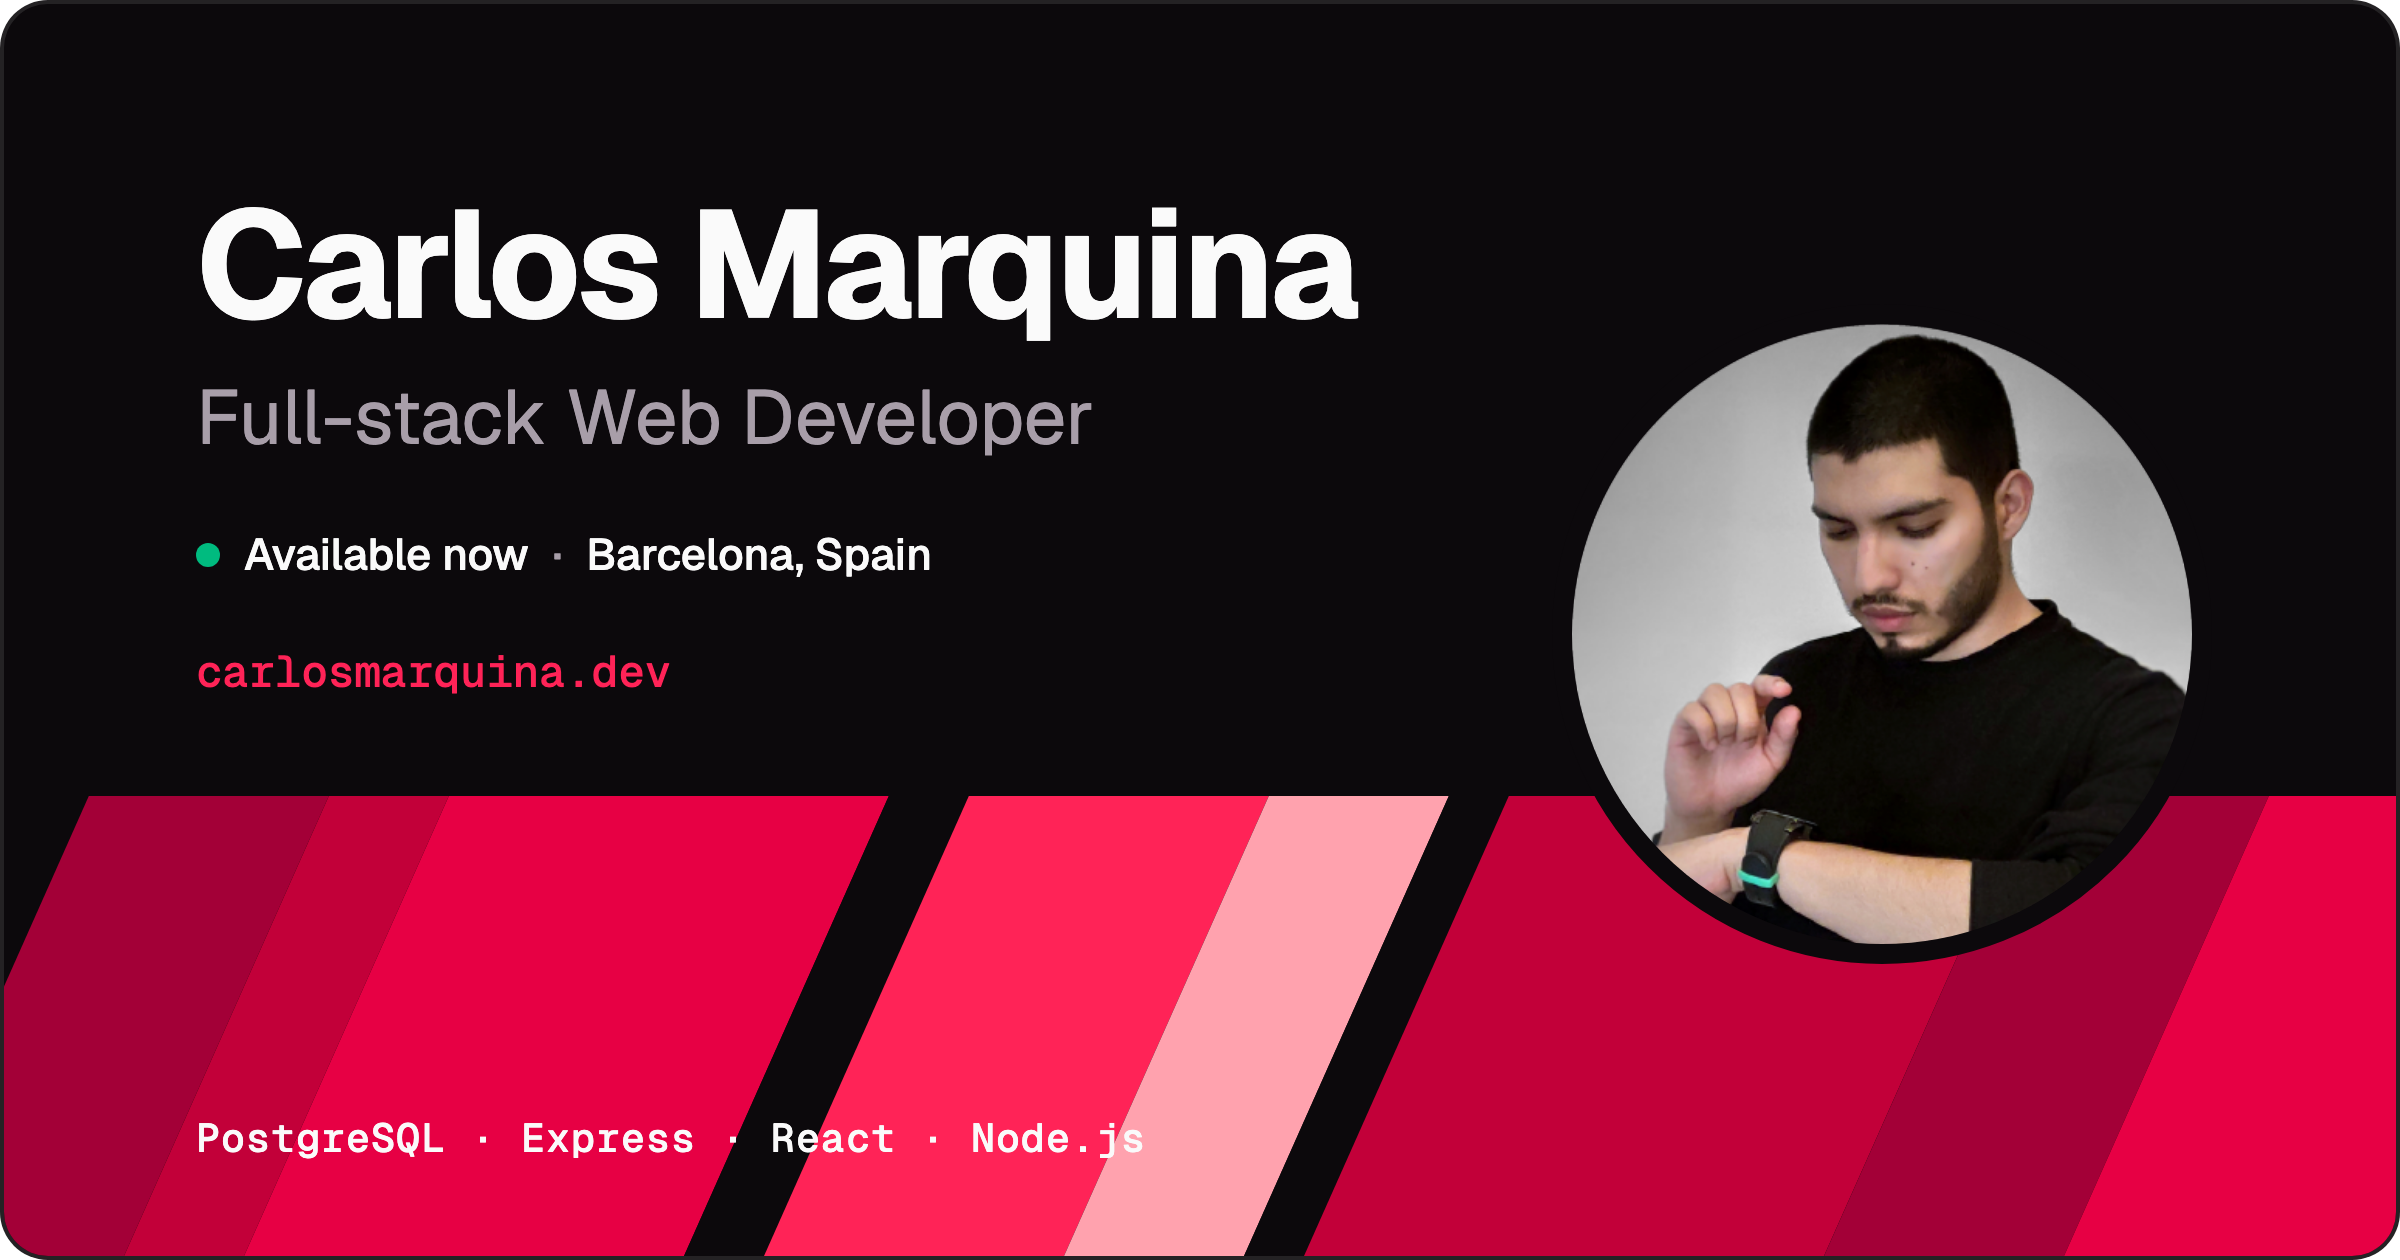 Carlos Marquina
Full-stack Web Developer
Available now · Barcelona, Spain
carlosmarquina.dev
PostgreSQL · Express · React · Node.js